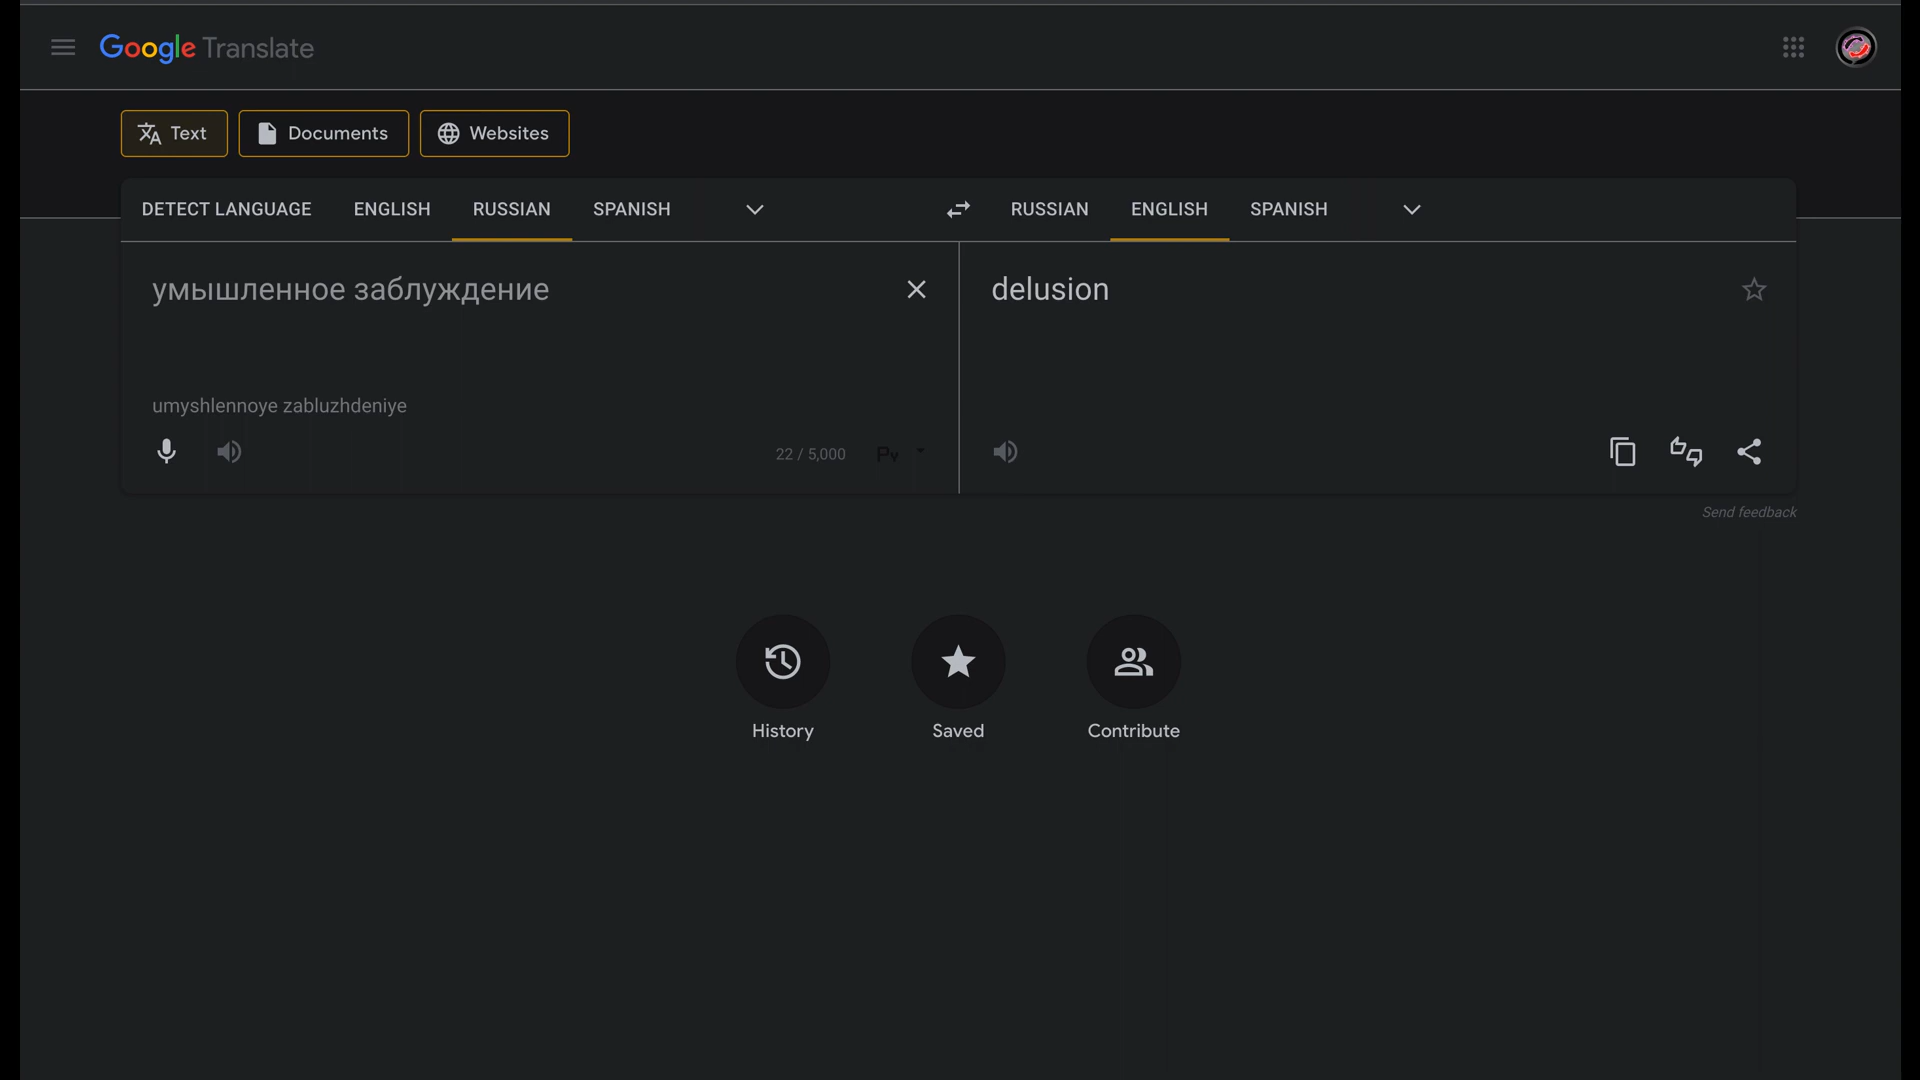 Google Translate
Text
Documents
Websites
DETECT LANGUAGE
ENGLISH
RUSSIAN
SPANISH
RUSSIAN
ENGLISH
SPANISH
умышленное заблуждение
delusion
umyshlennoye zabluzhdeniye
22 / 5,000
Send feedback
History
Saved
Contribute